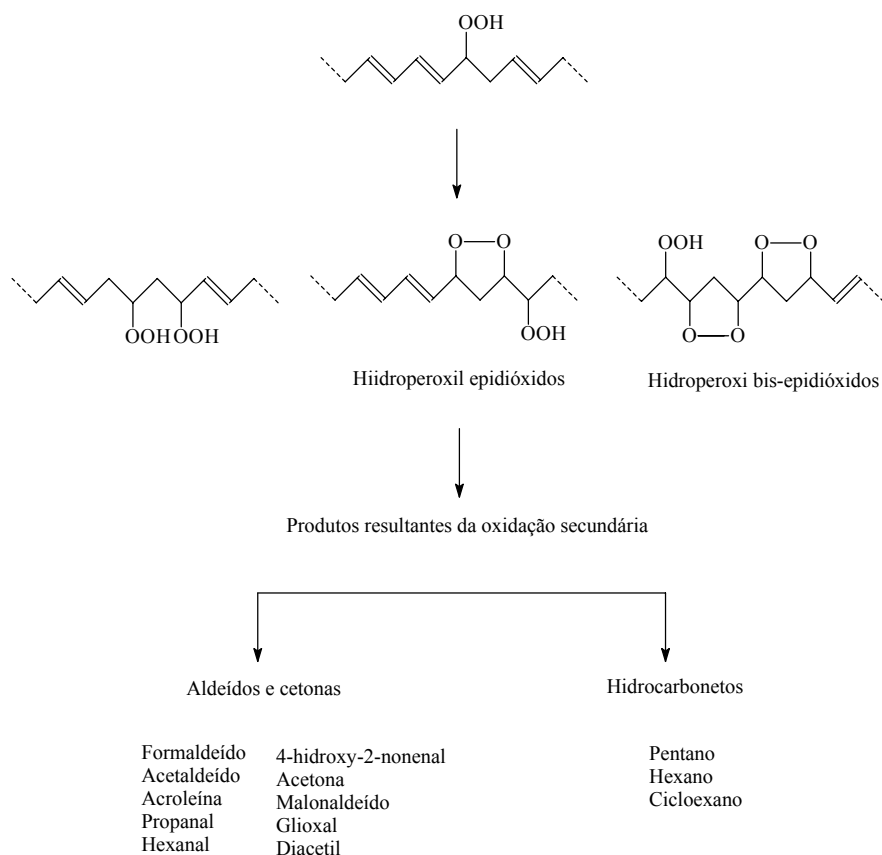 OOH
O O
OOH
O O
OOH OOH
OOH
O O
Hiidroperoxil epidióxidos
Hidroperoxi bis-epidióxidos
Produtos resultantes da oxidação secundária
Aldeídos e cetonas
Hidrocarbonetos
Formaldeído
Acetaldeído
Acroleína
Propanal
Hexanal
4-hidroxy-2-nonenal
Acetona
Malonaldeído
Glioxal
Diacetil
Pentano
Hexano
Cicloexano